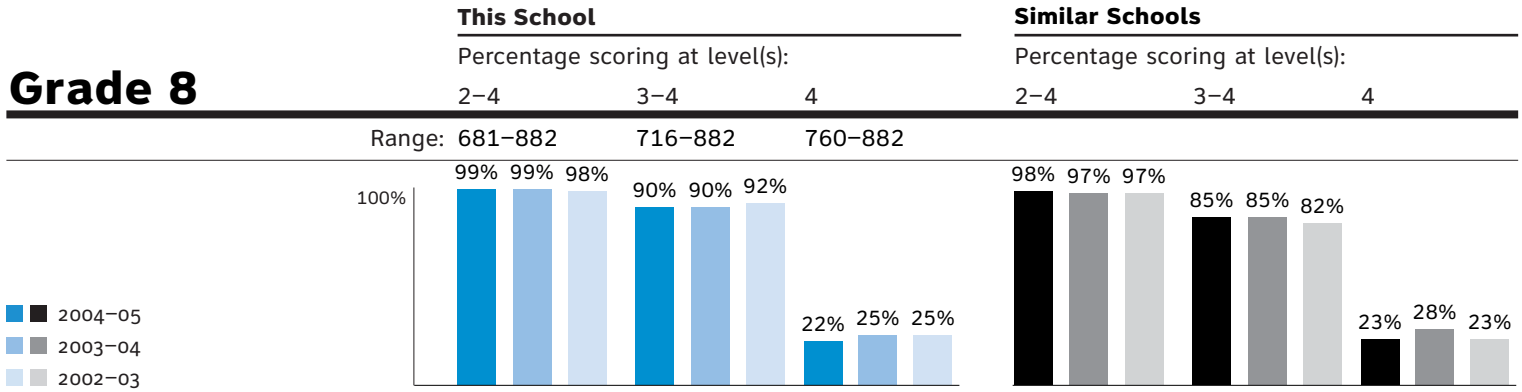 This School Similar Schools
Percentage scoring at level(s): Percentage scoring at level(s):
Grade 8 2–4 3–4 4 2–4 3–4 4
Range: 681–882 716–882 760–882
99% 99% 98% 90% 90% 92% 22% 25% 25% 98% 97% 97% 85% 85% 82% 23% 28% 23%
100%
2004–05
2003–04
2002–03